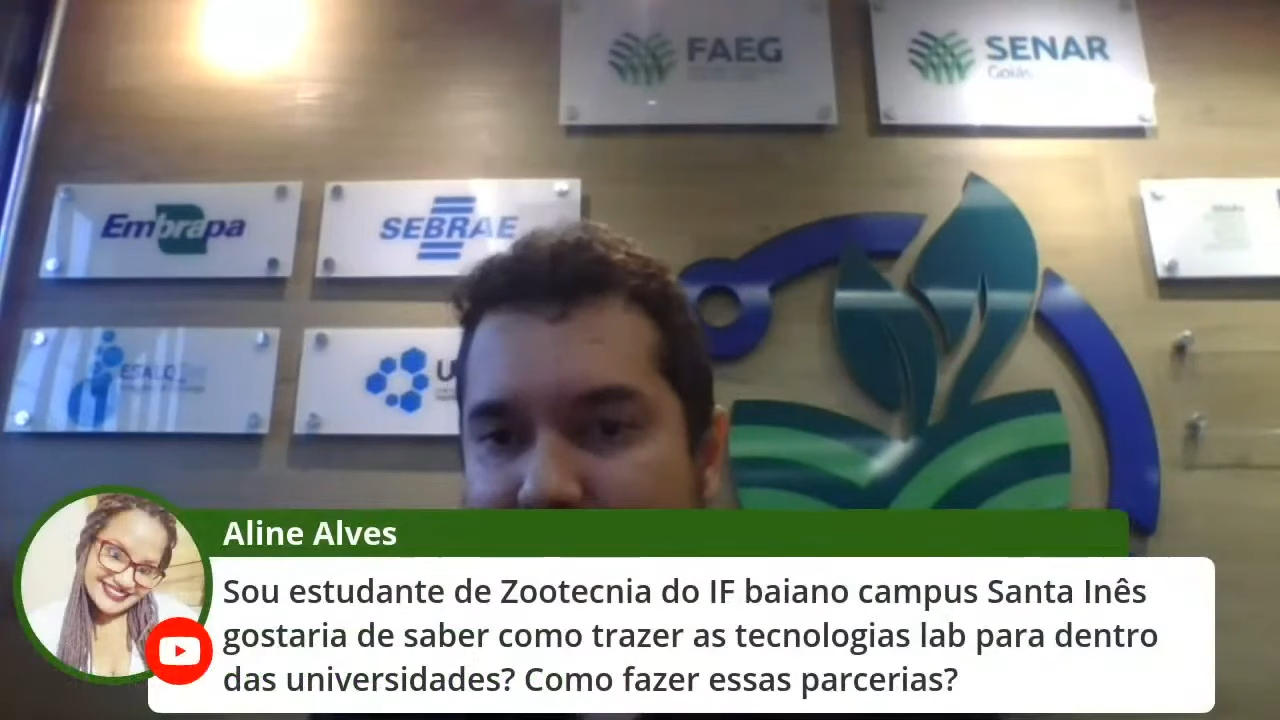 FAEG
SENAR
Goiás
Embrapa
SEBRAE
ESALQ
Aline Alves
Sou estudante de Zootecnia do IF baiano campus Santa Inês
gostaria de saber como trazer as tecnologias lab para dentro
das universidades? Como fazer essas parcerias?